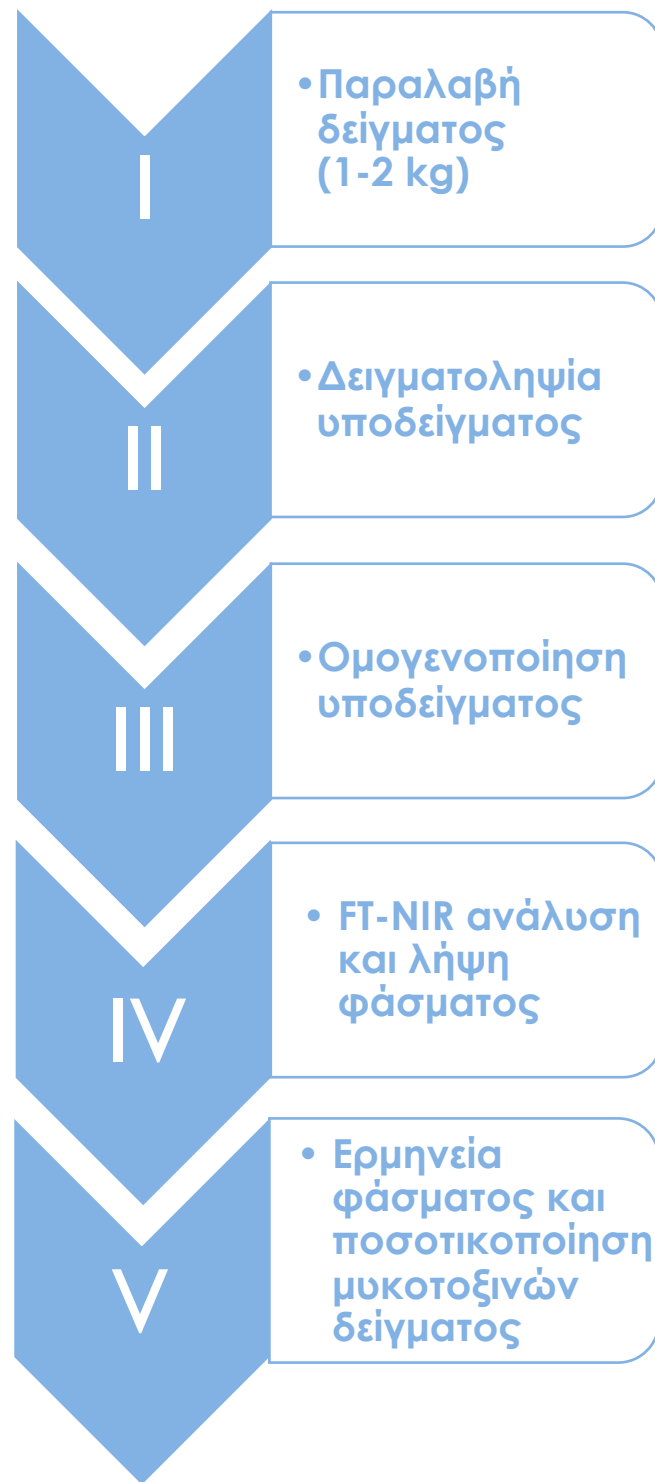 I
•Παραλαβή
δείγματος
(1-2 kg)
II
•Δειγματοληψία
υποδείγματος
III
•Ομογενοποίηση
υποδείγματος
IV
• FT-NIR ανάλυση
και λήψη
φάσματος
V
• Ερμηνεία
φάσματος και
ποσοτικοποίηση
μυκοτοξινών
δείγματος